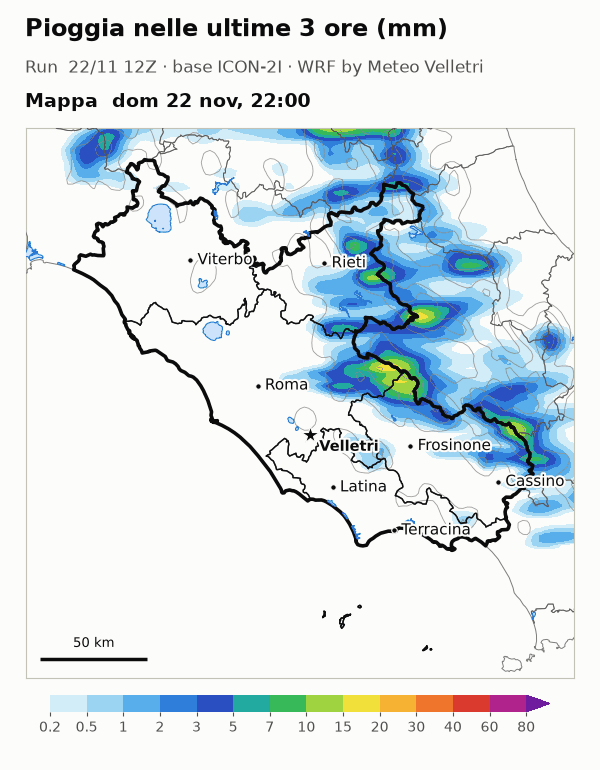 Pioggia nelle ultime 3 ore (mm)
Run  22/11 12Z · base ICON-2I · WRF by Meteo Velletri
Mappa  dom 22 nov, 22:00
Viterbo
Rieti
Roma
Velletri
Frosinone
Latina
Cassino
Terracina
50 km
0.2 0.5 1 2 3 5 7 10 15 20 30 40 60 80